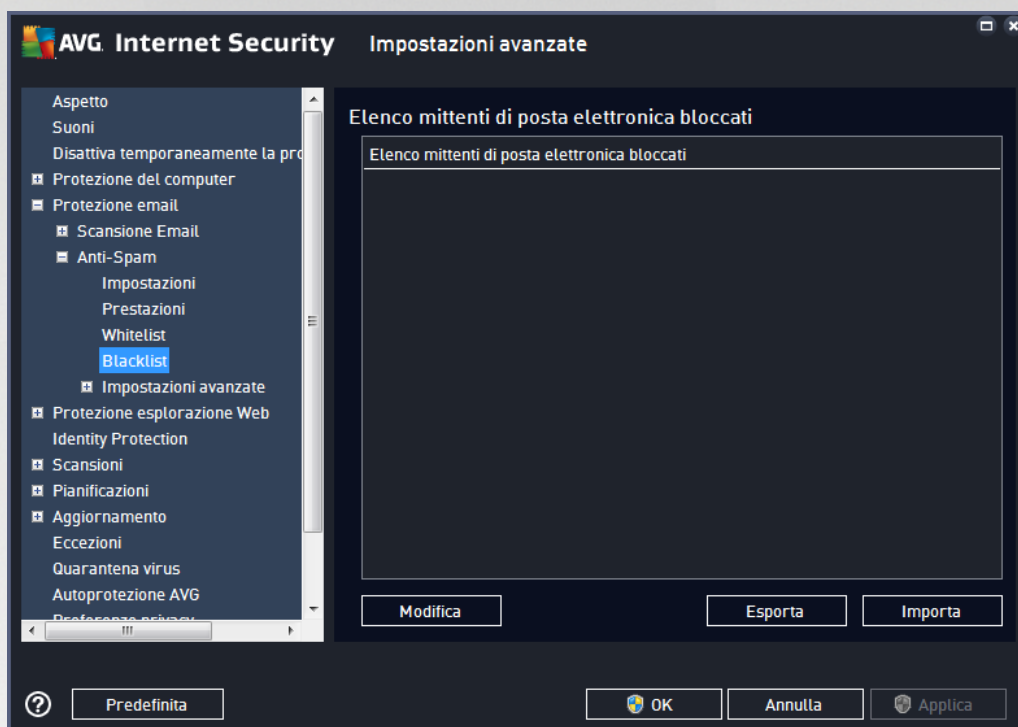 AVG. Internet Security Impostazioni avanzate
Aspetto
Suoni
Disattiva temporaneamente la pro
Protezione del computer
Protezione email
Scansione Email
Anti-Spam
Impostazioni
Prestazioni
Whitelist
Blacklist
Impostazioni avanzate
Protezione esplorazione Web
Identity Protection
Scansioni
Pianificazioni
Aggiornamento
Eccezioni
Quarantena virus
Autoprotezione AVG
Preferenze privacy
Elenco mittenti di posta elettronica bloccati
Elenco mittenti di posta elettronica bloccati
Modifica
Esporta
Importa
?
Predefinita
OK
Annulla
Applica